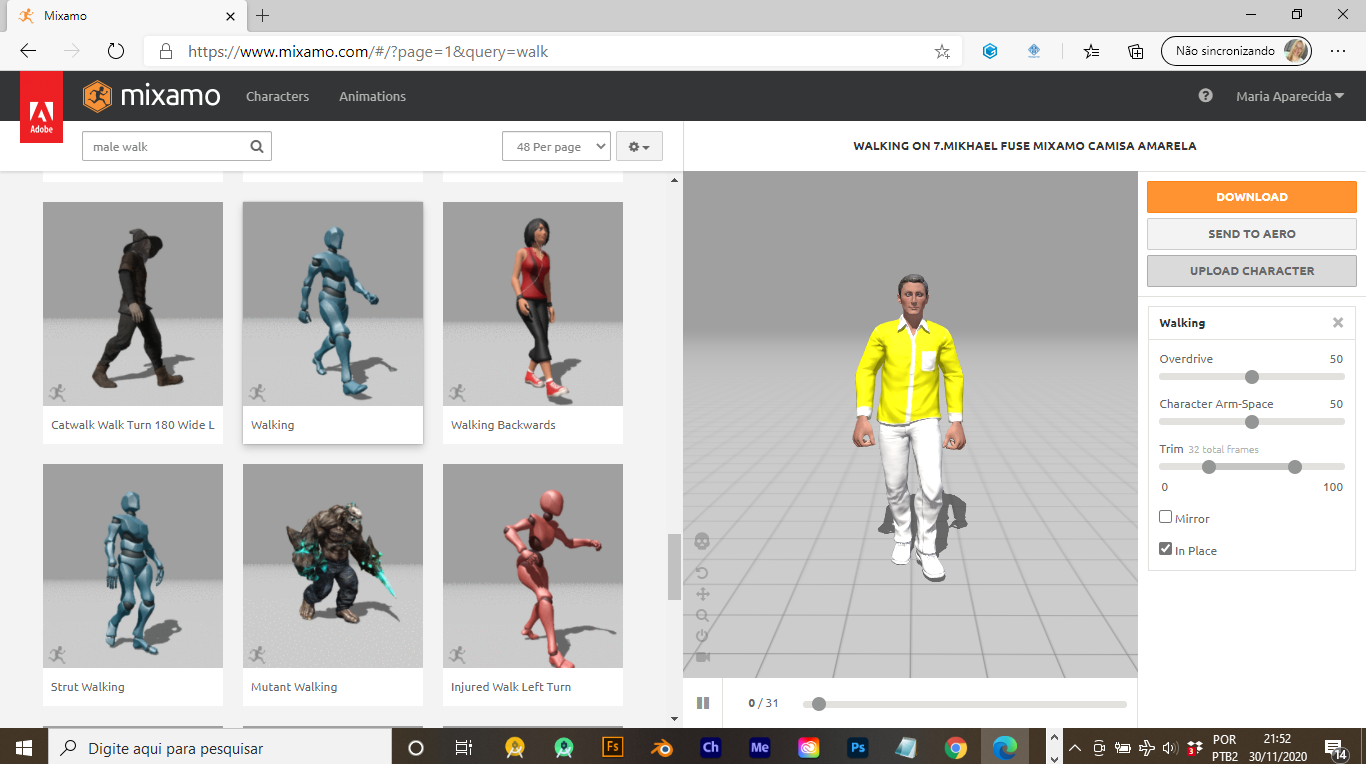 Mixamo
https://www.mixamo.com/#/?page=1&query=walk
Não sincronizando
Adobe
mixamo
Characters
Animations
Maria Aparecida
male walk
48 Per page
WALKING ON 7.MIKHAEL FUSE MIXAMO CAMISA AMARELA
Catwalk Walk Turn 180 Wide L
Walking
Walking Backwards
Strut Walking
Mutant Walking
Injured Walk Left Turn
DOWNLOAD
SEND TO AERO
UPLOAD CHARACTER
Walking
Overdrive 50
Character Arm-Space 50
Trim 32 total frames
0 100
Mirror
In Place
0 / 31
Digite aqui para pesquisar
Fs
Ch
Me
Ps
3
POR
PTB2
21:52
30/11/2020
14